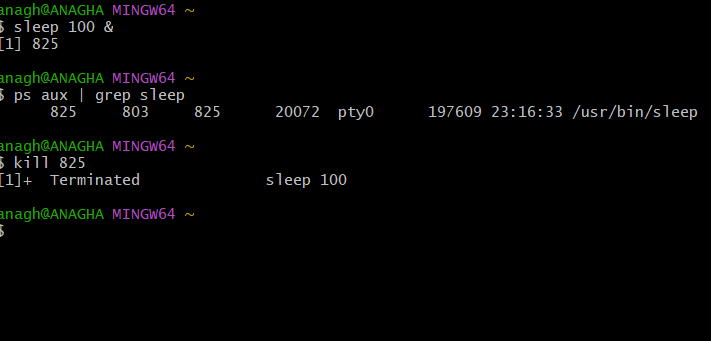 anagh@ANAGHA MINGW64 ~
$ sleep 100 &
[1] 825
anagh@ANAGHA MINGW64 ~
$ ps aux | grep sleep
825 803 825 20072 pty0 197609 23:16:33 /usr/bin/sleep
anagh@ANAGHA MINGW64 ~
$ kill 825
[1]+ Terminated sleep 100
anagh@ANAGHA MINGW64 ~
$